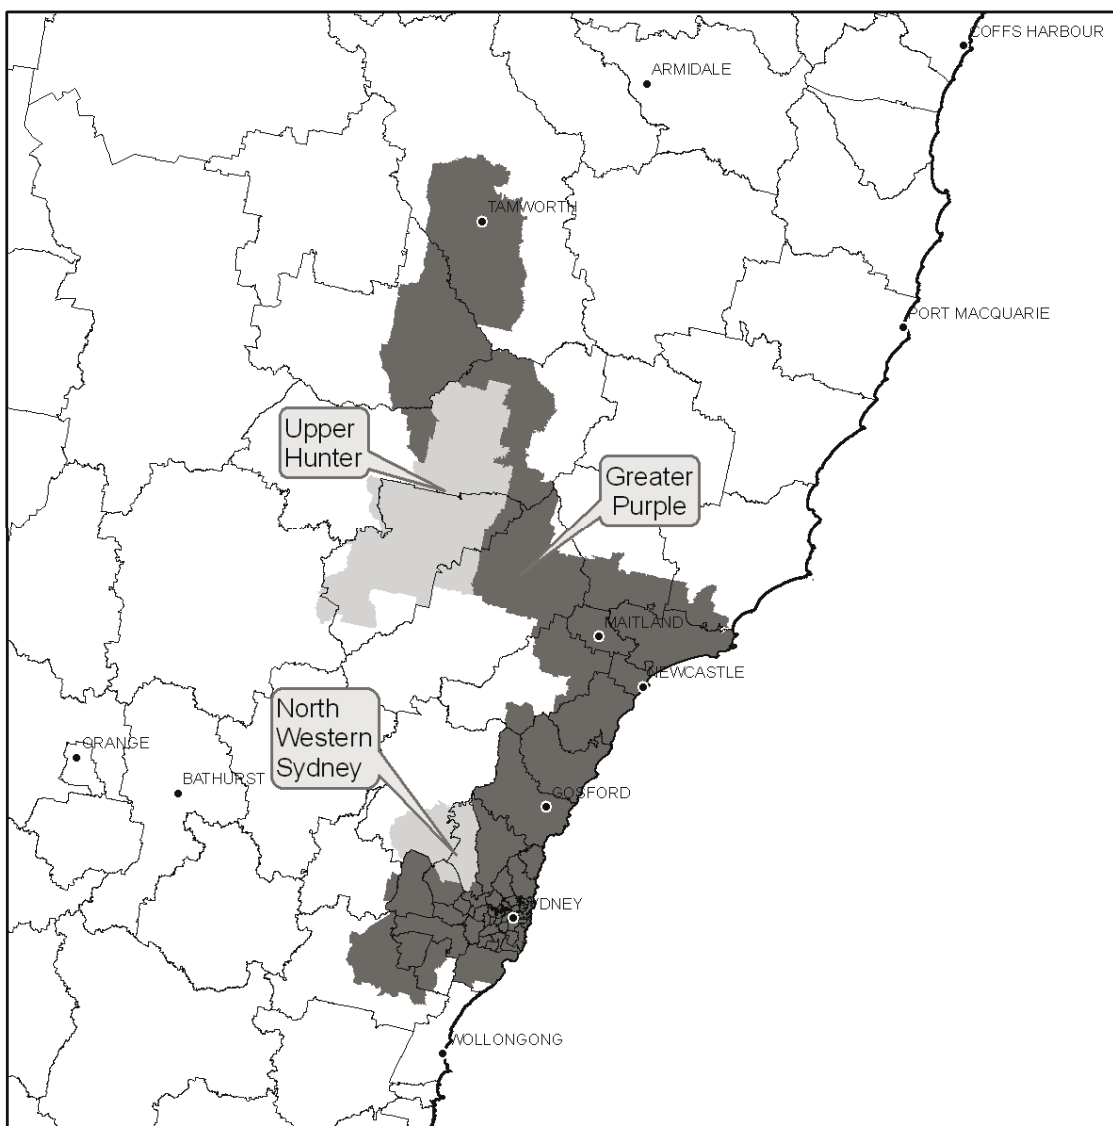 COFFS HARBOUR
ARMIDALE
TAMWORTH
PORT MACQUARIE
Upper
Hunter
Greater
Purple
MAITLAND
NEWCASTLE
North
Western
Sydney
ORANGE
BATHURST
GOSFORD
SYDNEY
WOLLONGONG